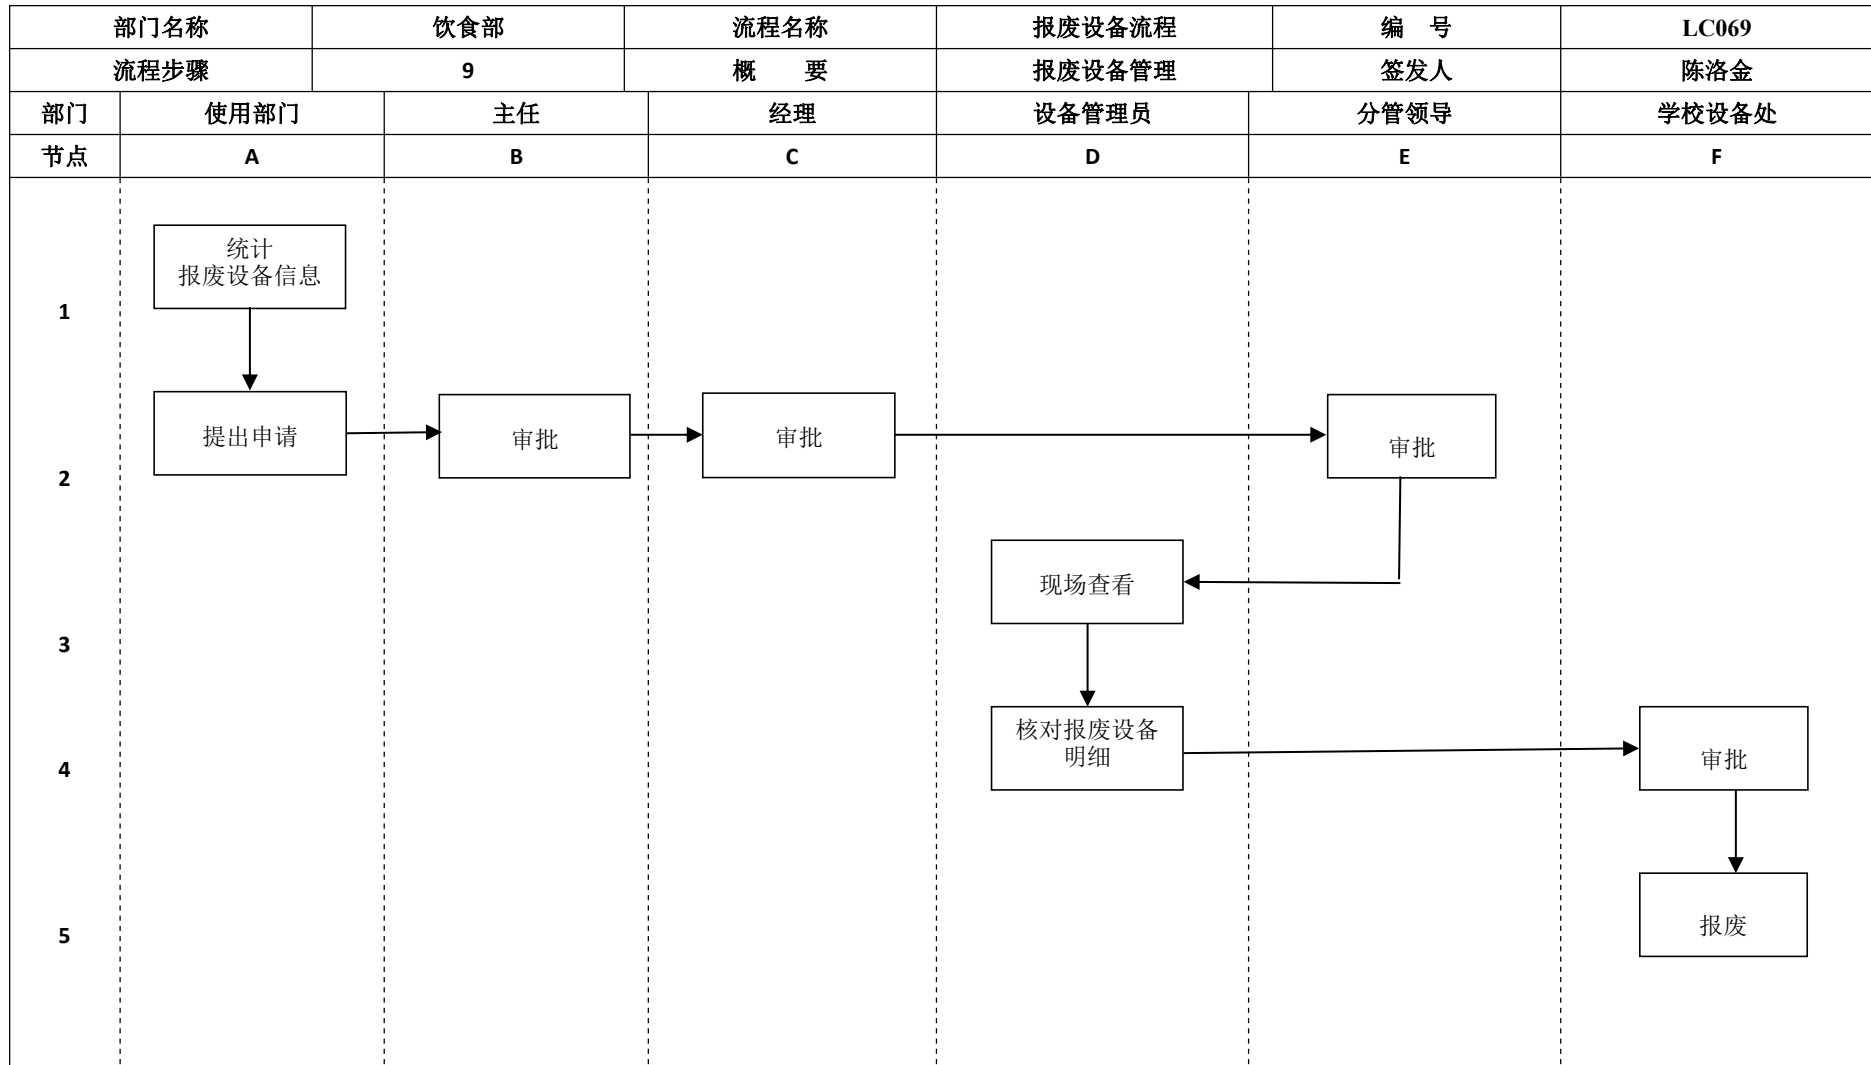 部门名称 饮食部 流程名称 报废设备流程 编 号 LC069
流程步骤 9 概 要 报废设备管理 签发人 陈洛金
部门 使用部门 主任 经理 设备管理员 分管领导 学校设备处
节点 A B C D E F
统计
报废设备信息
1
提出申请 审批 审批 审批
2
现场查看
3
核对报废设备
明细
审批
4
报废
5